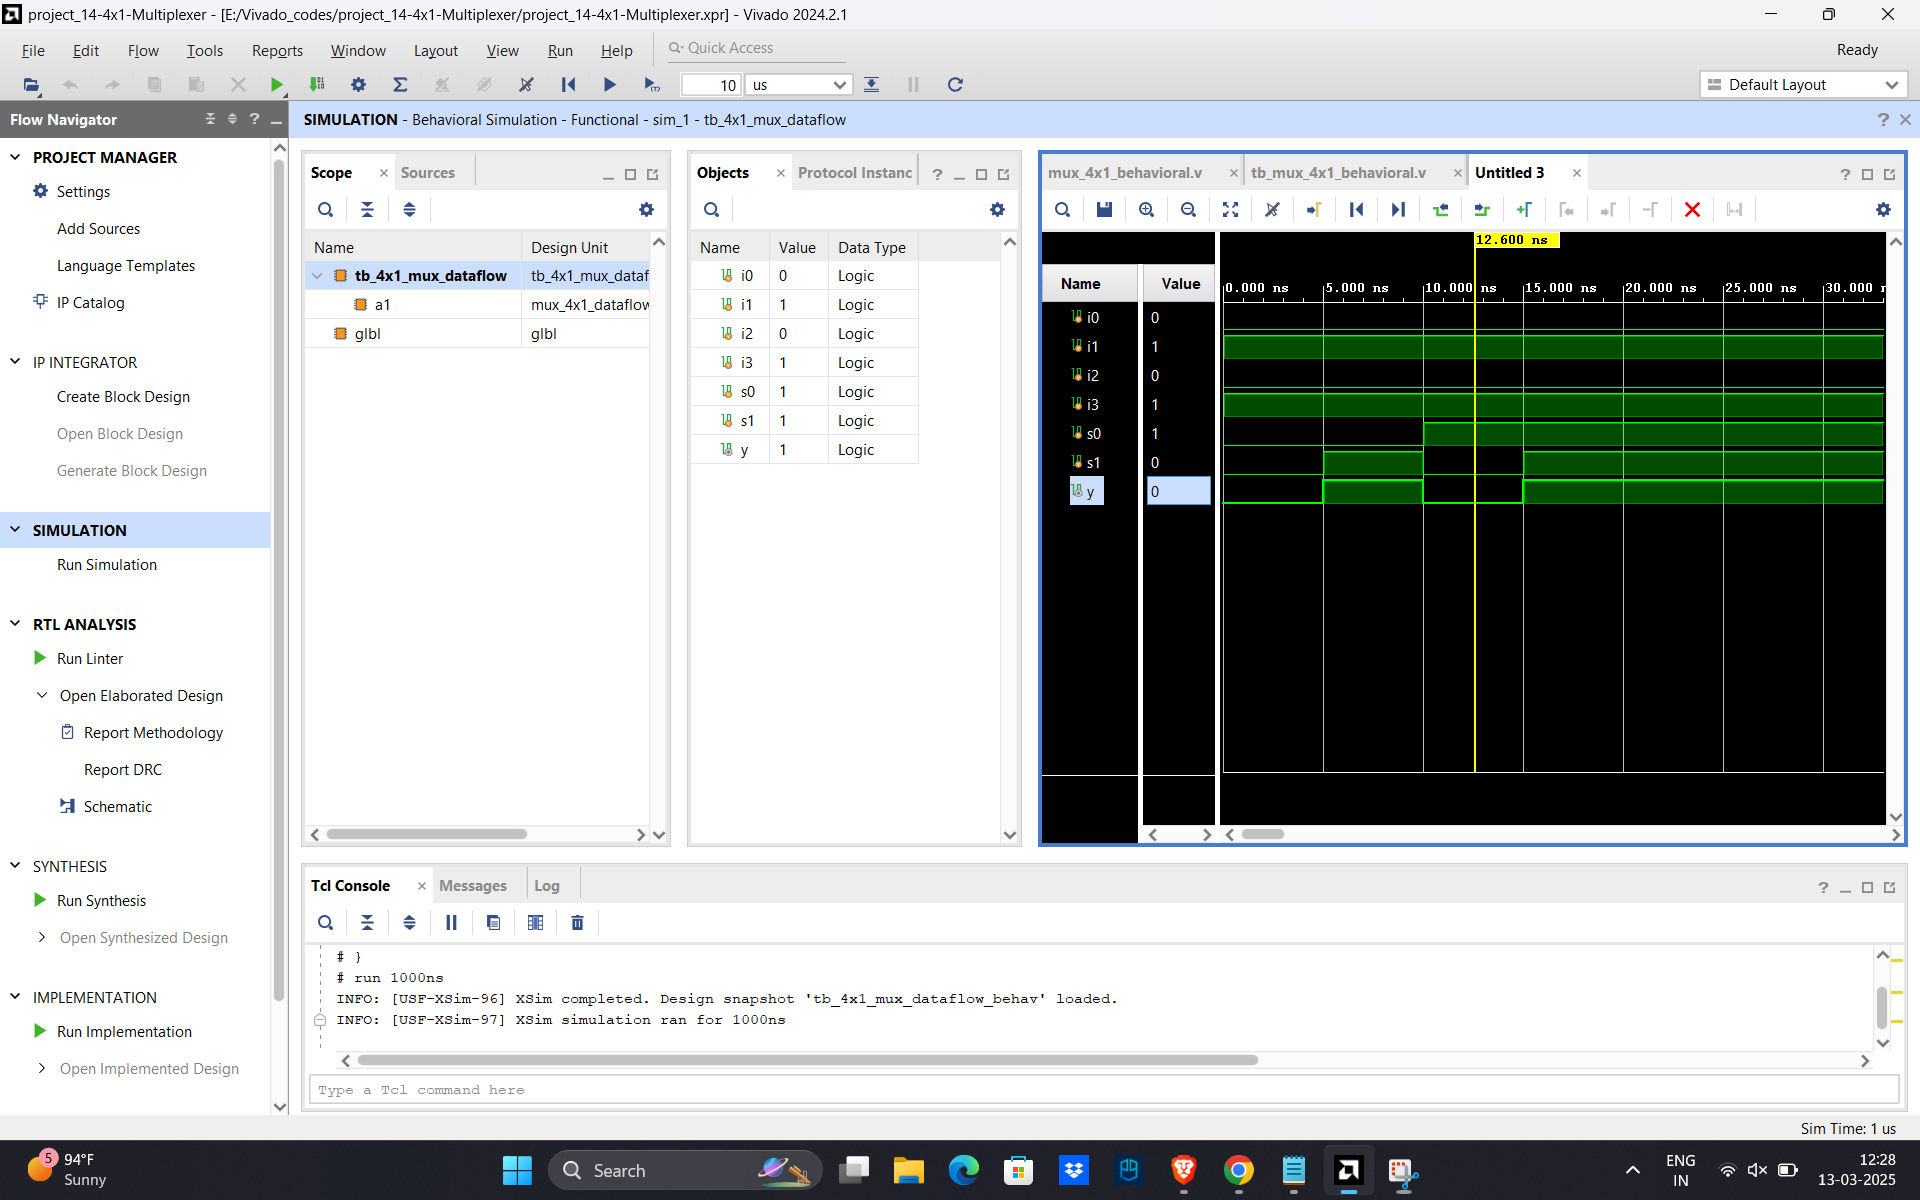 project_14-4x1-Multiplexer - [E:/Vivado_codes/project_14-4x1-Multiplexer/project_14-4x1-Multiplexer.xpr] - Vivado 2024.2.1
File Edit Flow Tools Reports Window Layout View Run Help Quick Access Ready
10 us Default Layout
Flow Navigator
SIMULATION - Behavioral Simulation - Functional - sim_1 - tb_4x1_mux_dataflow
PROJECT MANAGER
Settings
Add Sources
Language Templates
IP Catalog
IP INTEGRATOR
Create Block Design
Open Block Design
Generate Block Design
SIMULATION
Run Simulation
RTL ANALYSIS
Run Linter
Open Elaborated Design
Report Methodology
Report DRC
Schematic
SYNTHESIS
Run Synthesis
Open Synthesized Design
IMPLEMENTATION
Run Implementation
Open Implemented Design
Scope Sources
Name Design Unit
tb_4x1_mux_dataflow tb_4x1_mux_dataf
a1 mux_4x1_dataflow
glbl glbl
Objects Protocol Instanc
Name Value Data Type
i0 0 Logic
i1 1 Logic
i2 0 Logic
i3 1 Logic
s0 1 Logic
s1 1 Logic
y 1 Logic
mux_4x1_behavioral.v tb_mux_4x1_behavioral.v Untitled 3
12.600 ns
Name Value
0.000 ns 5.000 ns 10.000 ns 15.000 ns 20.000 ns 25.000 ns 30.000 n
i0 0
i1 1
i2 0
i3 1
s0 1
s1 0
y 0
Tcl Console Messages Log
# }
# run 1000ns
INFO: [USF-XSim-96] XSim completed. Design snapshot 'tb_4x1_mux_dataflow_behav' loaded.
INFO: [USF-XSim-97] XSim simulation ran for 1000ns
Type a Tcl command here
Sim Time: 1 us
5
94°F
Sunny
Search
ENG
IN
12:28
13-03-2025